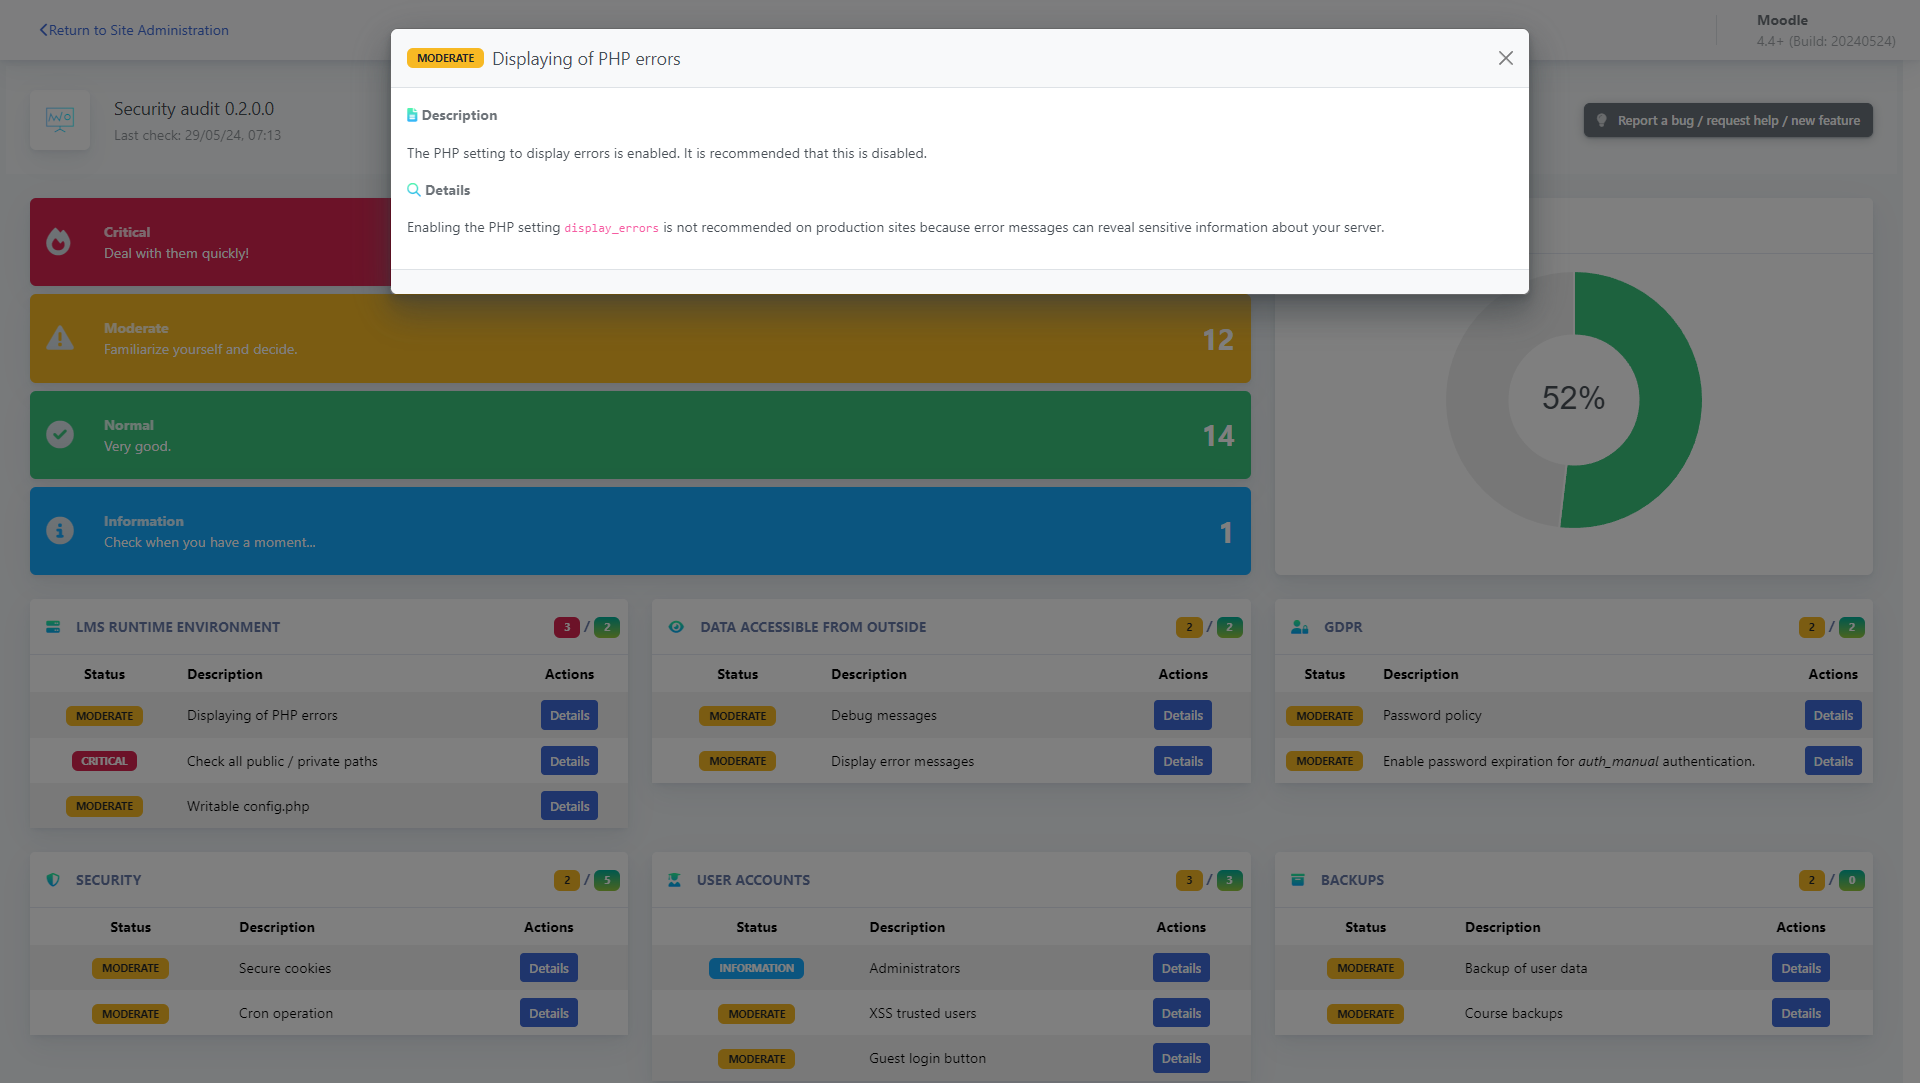 Return to Site Administration
Moodle
4.4+ (Build: 20240524)
MODERATE Displaying of PHP errors
Description
The PHP setting to display errors is enabled. It is recommended that this is disabled.
Details
Enabling the PHP setting display_errors is not recommended on production sites because error messages can reveal sensitive information about your server.
Security audit 0.2.0.0
Last check: 29/05/24, 07:13
Report a bug / request help / new feature
Critical
Deal with them quickly!
Moderate
Familiarize yourself and decide.
12
Normal
Very good.
14
Information
Check when you have a moment...
1
52%
LMS RUNTIME ENVIRONMENT 3 / 2
Status Description Actions
MODERATE Displaying of PHP errors Details
CRITICAL Check all public / private paths Details
MODERATE Writable config.php Details
DATA ACCESSIBLE FROM OUTSIDE 2 / 2
Status Description Actions
MODERATE Debug messages Details
MODERATE Display error messages Details
GDPR 2 / 2
Status Description Actions
MODERATE Password policy Details
MODERATE Enable password expiration for auth_manual authentication. Details
SECURITY 2 / 5
Status Description Actions
MODERATE Secure cookies Details
MODERATE Cron operation Details
USER ACCOUNTS 3 / 3
Status Description Actions
INFORMATION Administrators Details
MODERATE XSS trusted users Details
MODERATE Guest login button Details
BACKUPS 2 / 0
Status Description Actions
MODERATE Backup of user data Details
MODERATE Course backups Details